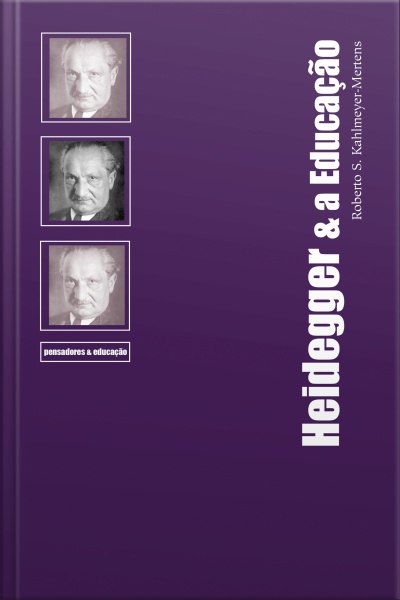 Heidegger & a Educação
Roberto S. Kahlmeyer-Mertens
pensadores & educação